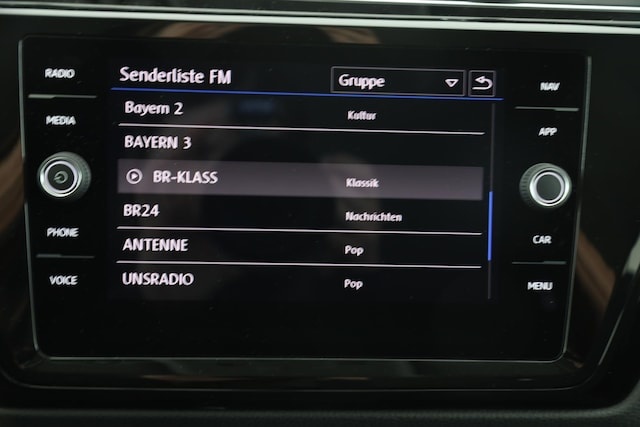 RADIO
MEDIA
PHONE
VOICE
Senderliste FM Gruppe
Bayern 2 Kultur
BAYERN 3
BR-KLASS Klassik
BR24 Nachrichten
ANTENNE Pop
UNSRADIO Pop
NAV
APP
CAR
MENU